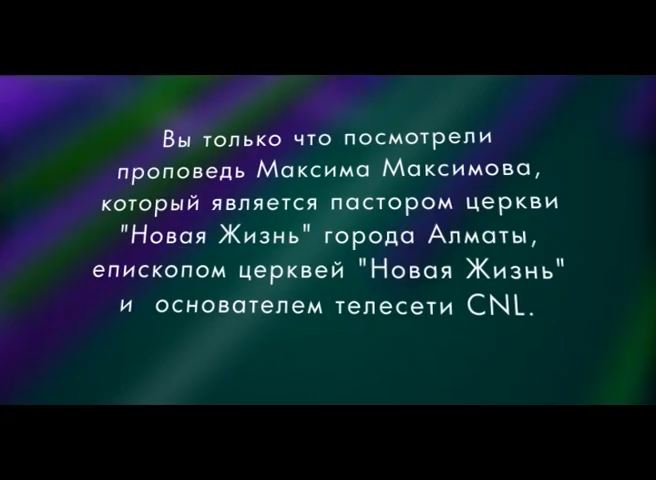 Вы только что посмотрели
проповедь Максима Максимова,
который является пастором церкви
"Новая Жизнь" города Алматы,
епископом церквей "Новая Жизнь"
и основателем телесети CNL.